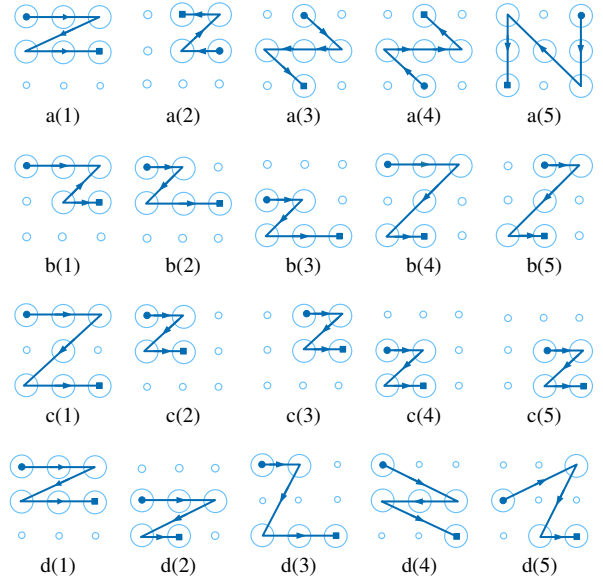 a(1) a(2) a(3) a(4) a(5)
b(1) b(2) b(3) b(4) b(5)
c(1) c(2) c(3) c(4) c(5)
d(1) d(2) d(3) d(4) d(5)